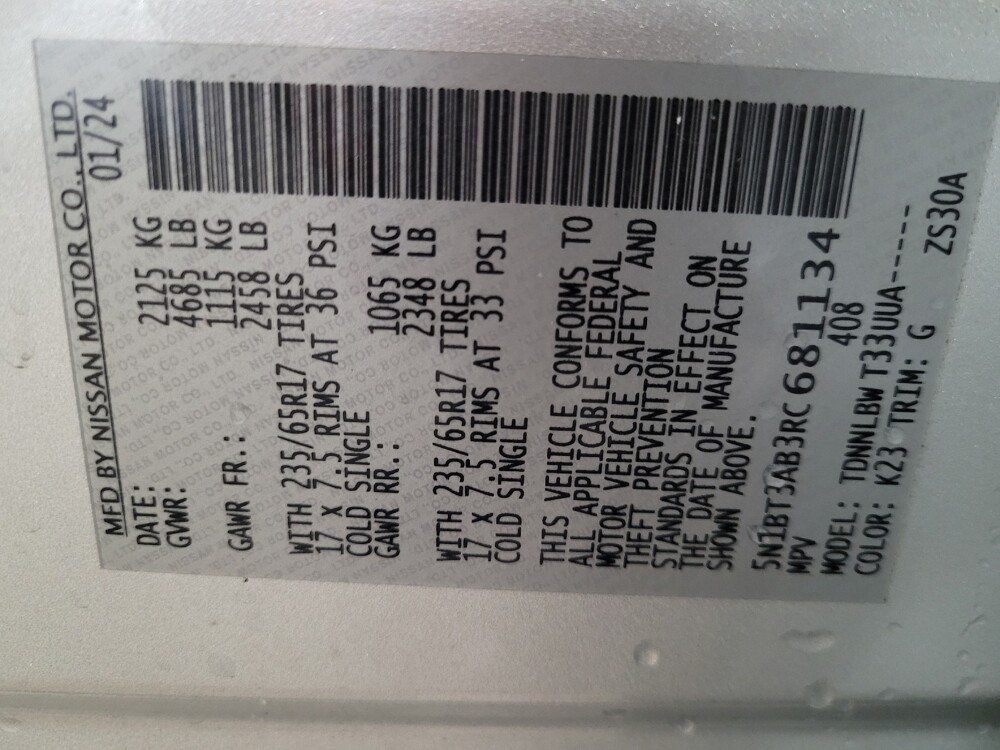 MFD BY NISSAN MOTOR CO., LTD.
DATE: 01/24
GVWR: 2125 KG
4685 LB
GAWR FR.: 1115 KG
2458 LB
WITH 235/65R17 TIRES
17 X 7.5 RIMS AT 36 PSI
COLD SINGLE
GAWR RR.: 1065 KG
2348 LB
WITH 235/65R17 TIRES
17 X 7.5 RIMS AT 33 PSI
COLD SINGLE
THIS VEHICLE CONFORMS TO
ALL APPLICABLE FEDERAL
MOTOR VEHICLE SAFETY AND
THEFT PREVENTION
STANDARDS IN EFFECT ON
THE DATE OF MANUFACTURE
SHOWN ABOVE.
5N1BT3AB3RC681134
MPV 408
MODEL: TDNNLBW T33UUA-----
COLOR: K23 TRIM: G ZS30A